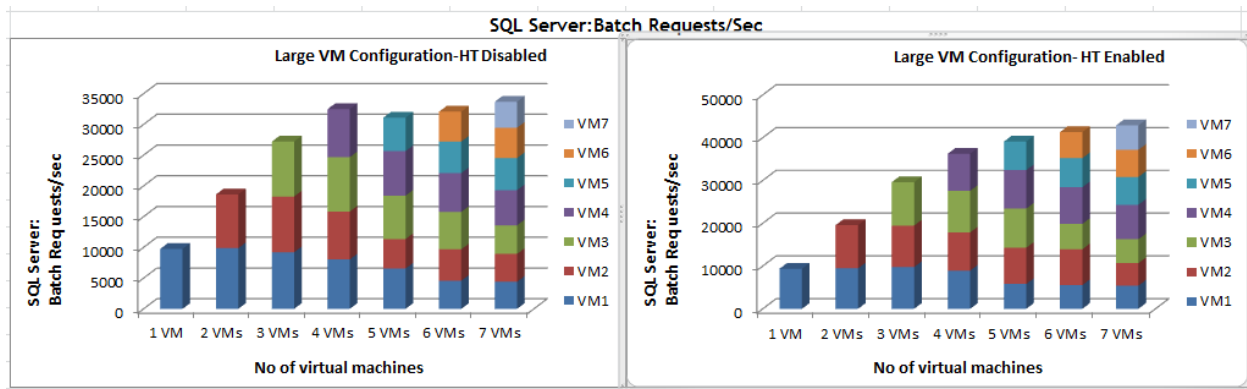 SQL Server:Batch Requests/Sec
Large VM Configuration-HT Disabled
SQL Server:
Batch Requests/sec
35000
30000
25000
20000
15000
10000
5000
0
1 VM 2 VMs 3 VMs 4 VMs 5 VMs 6 VMs 7 VMs
No of virtual machines
VM7
VM6
VM5
VM4
VM3
VM2
VM1
Large VM Configuration- HT Enabled
SQL Server:
Batch Requests/sec
50000
40000
30000
20000
10000
0
1 VM 2 VMs 3 VMs 4 VMs 5 VMs 6 VMs 7 VMs
No of virtual machines
VM7
VM6
VM5
VM4
VM3
VM2
VM1